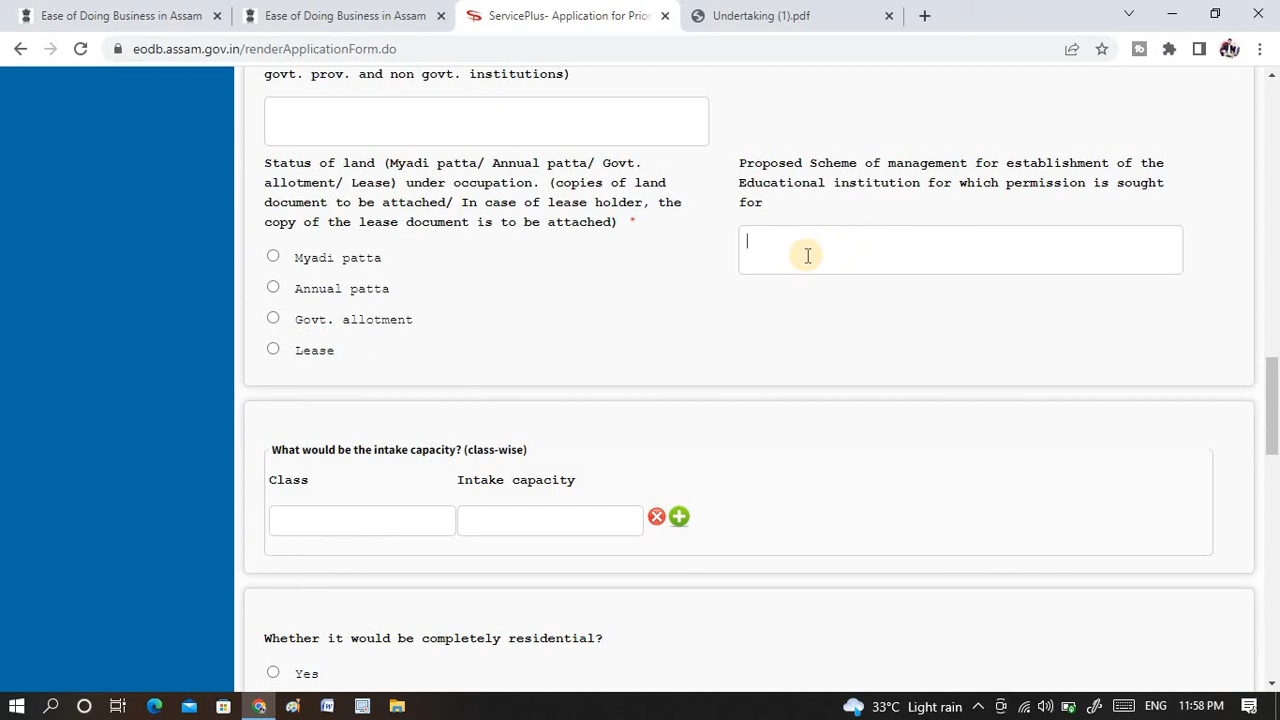 Ease of Doing Business in Assam
Ease of Doing Business in Assam
ServicePlus- Application for Prior
Undertaking (1).pdf
eodb.assam.gov.in/renderApplicationForm.do
govt. prov. and non govt. institutions)
Status of land (Myadi patta/ Annual patta/ Govt.
allotment/ Lease) under occupation. (copies of land
document to be attached/ In case of lease holder, the
copy of the lease document is to be attached) *
Myadi patta
Annual patta
Govt. allotment
Lease
Proposed Scheme of management for establishment of the
Educational institution for which permission is sought
for
What would be the intake capacity? (class-wise)
Class Intake capacity
Whether it would be completely residential?
Yes
33°C Light rain ENG 11:58 PM